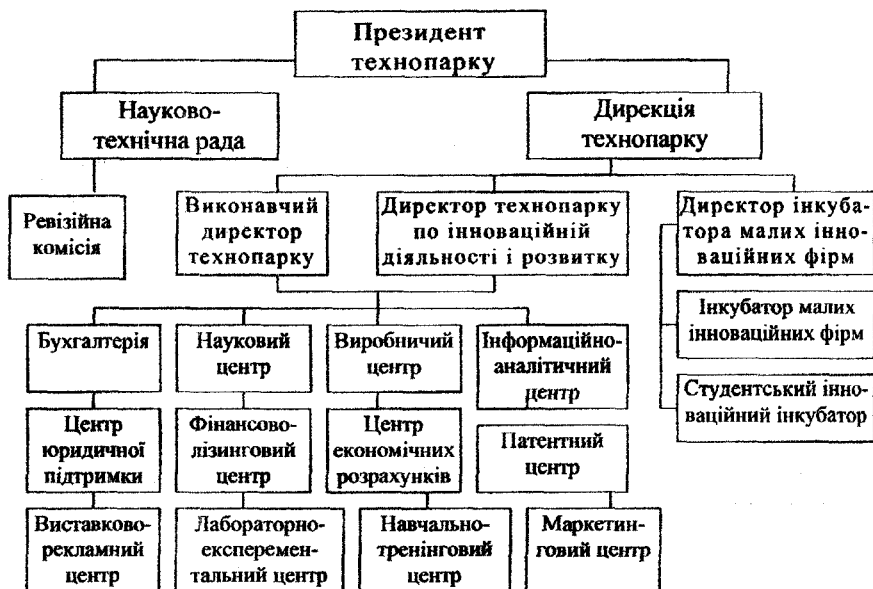 Президент
технопарку
Науково-
технічна рада
Дирекція
технопарку
Ревізійна
комісія
Виконавчий
директор
технопарку
Директор технопарку
по інноваційній
діяльності і розвитку
Директор інкуба-
тора малих інно-
ваційних фірм
Інкубатор малих
інноваційних фірм
Студентський інно-
ваційний інкубатор
Бухгалтерія
Науковий
центр
Виробничий
центр
Інформаційно-
аналітичний
центр
Центр
юридичної
підтримки
Фінансово-
лізинговий
центр
Центр
економічних
розрахунків
Патентний
центр
Виставково-
рекламний
центр
Лабораторно-
експеремен-
тальний центр
Навчально-
тренінговий
центр
Маркетин-
говий центр